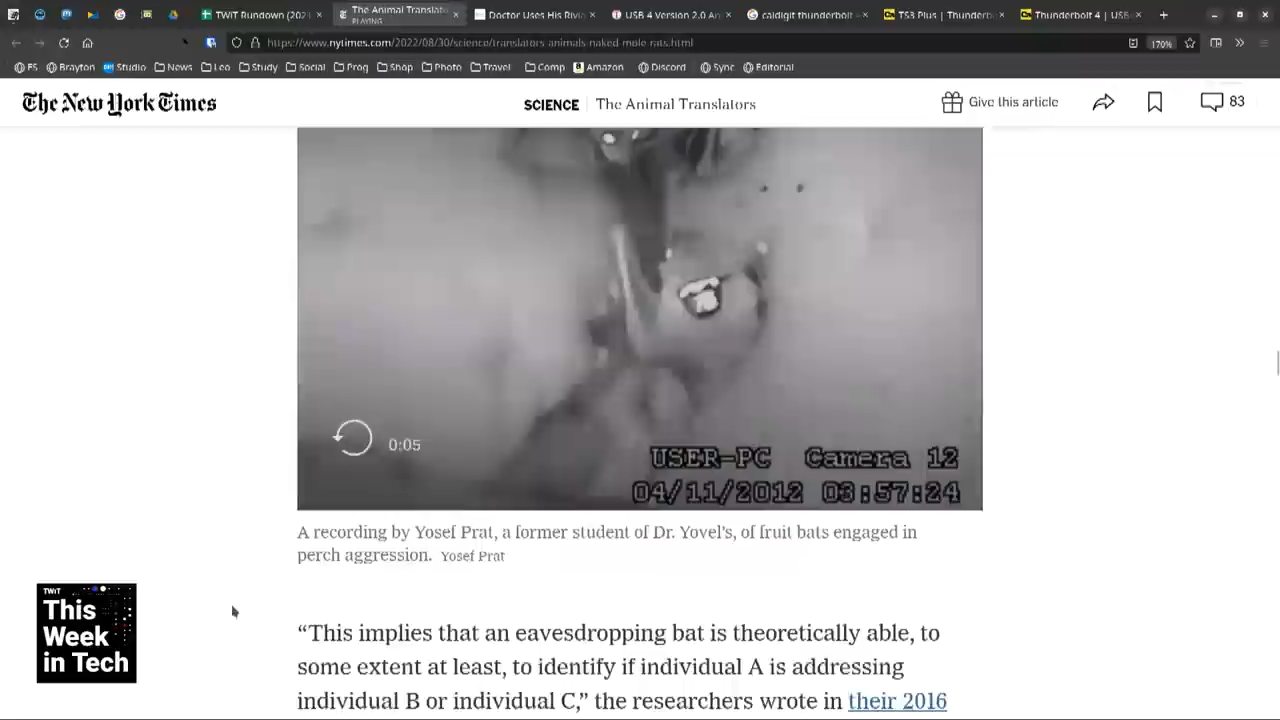 TWiT Rundown (202
The Animal Translato
PLAYING
Doctor Uses His Rivia
USB 4 Version 2.0 An
caldigit thunderbolt
TS3 Plus | Thunderb
Thunderbolt 4 | USB
https://www.nytimes.com/2022/08/30/science/translators-animals-naked-mole-rats.html
170%
FS
Brayton
Studio
News
Leo
Study
Social
Prog
Shop
Photo
Travel
Comp
Amazon
Discord
Sync
Editorial
The New York Times
SCIENCE
The Animal Translators
Give this article
83
0:05
USER-PC Camera 12
04/11/2012 03:57:24
A recording by Yosef Prat, a former student of Dr. Yovel's, of fruit bats engaged in
perch aggression. Yosef Prat
TWiT
This
Week
in Tech
“This implies that an eavesdropping bat is theoretically able, to
some extent at least, to identify if individual A is addressing
individual B or individual C,” the researchers wrote in their 2016